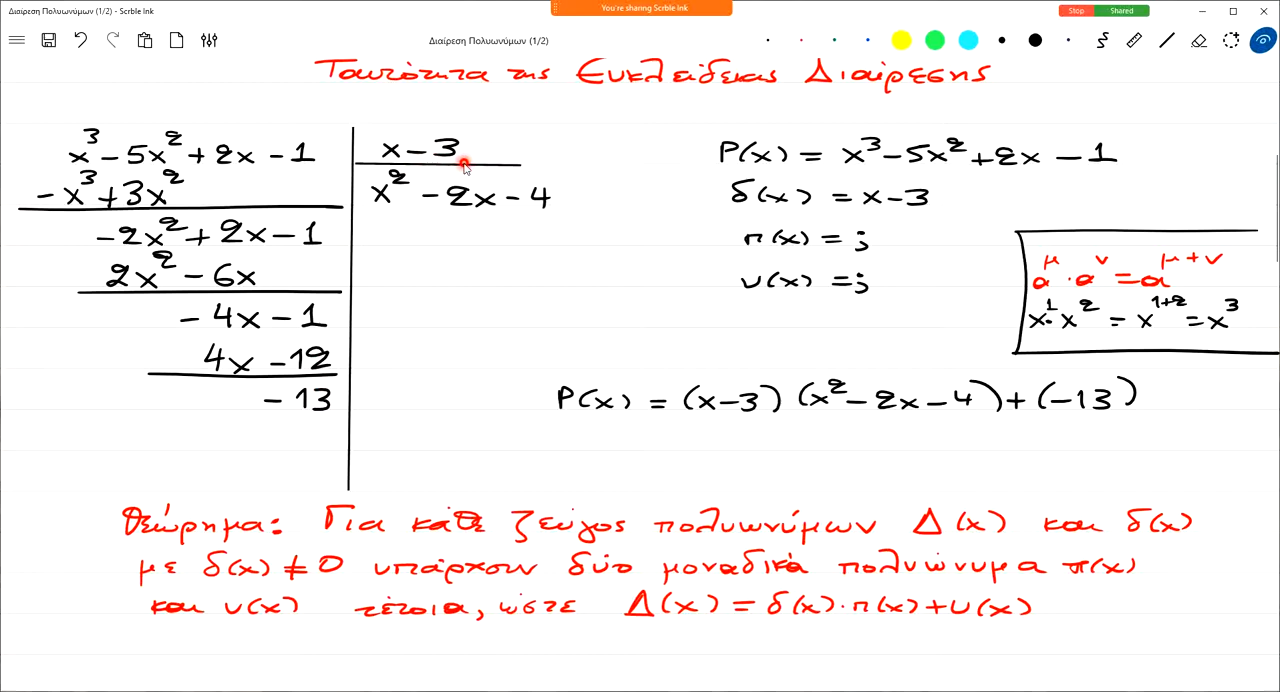 Διαίρεση Πολυωνύμων (1/2) - Scrble Ink
You're sharing Scrble Ink
Stop Shared
Διαίρεση Πολυωνύμων (1/2)
Ταυτότητα της Ευκλείδειας Διαίρεσης
x³ - 5x² + 2x - 1
x - 3
- x³ + 3x²
x² - 2x - 4
- 2x² + 2x - 1
2x² - 6x
- 4x - 1
4x - 12
- 13
P(x) = x³ - 5x² + 2x - 1
δ(x) = x - 3
π(x) = ;
υ(x) = ;
α^μ · α^ν = α^(μ+ν)
x¹ · x² = x^(1+2) = x³
P(x) = (x - 3) (x² - 2x - 4) + (-13)
Θεώρημα: Για κάθε ζεύγος πολυωνύμων Δ(x) και δ(x)
με δ(x) ≠ 0 υπάρχουν δύο μοναδικά πολυώνυμα π(x)
και υ(x) τέτοια, ώστε Δ(x) = δ(x) · π(x) + υ(x)